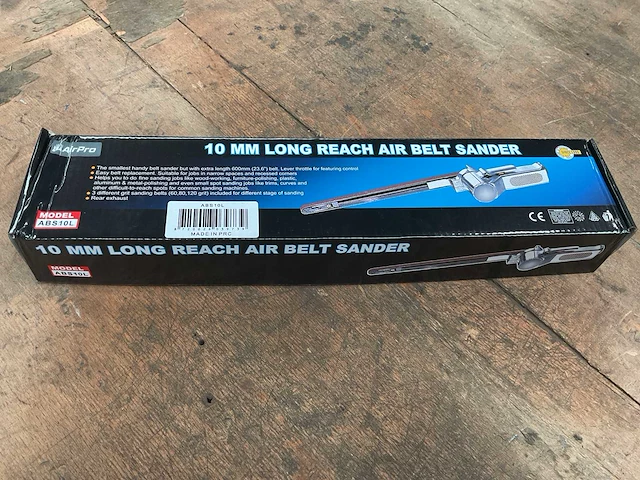 AirPro
10 MM LONG REACH AIR BELT SANDER
The smallest handy belt sander but with extra length 600mm (23.6") belt. Lever throttle for featuring control
Easy belt replacement. Suitable for jobs in narrow spaces and recessed corners
Helps you to do fine sanding jobs like wood-working, furniture-polishing, plastic,
aluminum & metal-polishing and even small spot sanding jobs like trims, curves and
other difficult-to-reach spots for common sanding machines.
3 different grit sanding belts (60,80,120 grit) included for different stage of sanding
Rear exhaust
MODEL
ABS10L
ABS10L
MADE IN PRC
CE
10 MM LONG REACH AIR BELT SANDER
MODEL
ABS10L